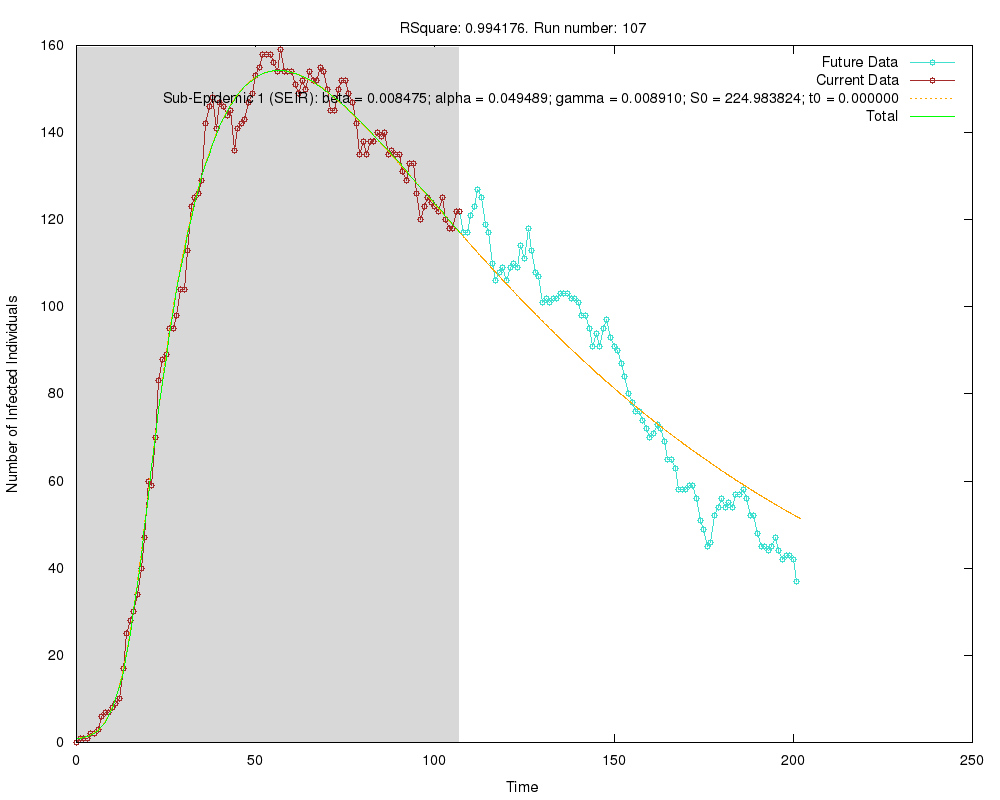 RSquare: 0.994176. Run number: 107
Future Data
Current Data
Sub-Epidemic 1 (SEIR): beta = 0.008475; alpha = 0.049489; gamma = 0.008910; S0 = 224.983824; t0 = 0.000000
Total
160
140
120
100
80
60
40
20
0
Number of Infected Individuals
0 50 100 150 200 250
Time